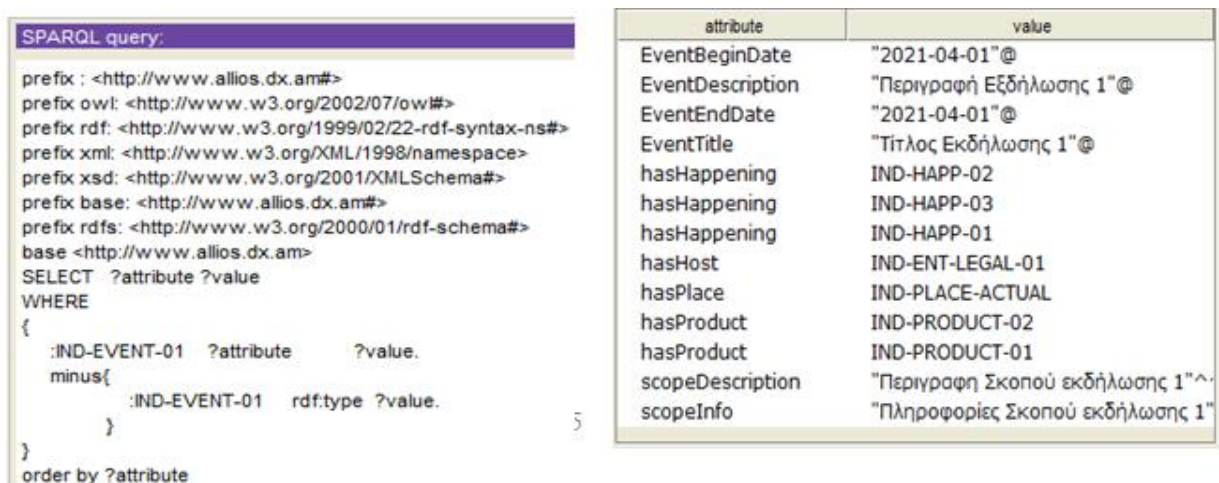 SPARQL query:
prefix : <http://www.allios.dx.am#>
prefix owl: <http://www.w3.org/2002/07/owl#>
prefix rdf: <http://www.w3.org/1999/02/22-rdf-syntax-ns#>
prefix xml: <http://www.w3.org/XML/1998/namespace>
prefix xsd: <http://www.w3.org/2001/XMLSchema#>
prefix base: <http://www.allios.dx.am#>
prefix rdfs: <http://www.w3.org/2000/01/rdf-schema#>
base <http://www.allios.dx.am>
SELECT ?attribute ?value
WHERE
{
:IND-EVENT-01 ?attribute ?value.
minus{
:IND-EVENT-01 rdf:type ?value.
}
}
order by ?attribute
5
attribute value
EventBeginDate "2021-04-01"@
EventDescription "Περιγραφή Εξδήλωσης 1"@
EventEndDate "2021-04-01"@
EventTitle "Τίτλος Εκδήλωσης 1"@
hasHappening IND-HAPP-02
hasHappening IND-HAPP-03
hasHappening IND-HAPP-01
hasHost IND-ENT-LEGAL-01
hasPlace IND-PLACE-ACTUAL
hasProduct IND-PRODUCT-02
hasProduct IND-PRODUCT-01
scopeDescription "Περιγραφη Σκοπού εκδήλωσης 1"^
scopeInfo "Πληροφορίες Σκοπού εκδήλωσης 1"